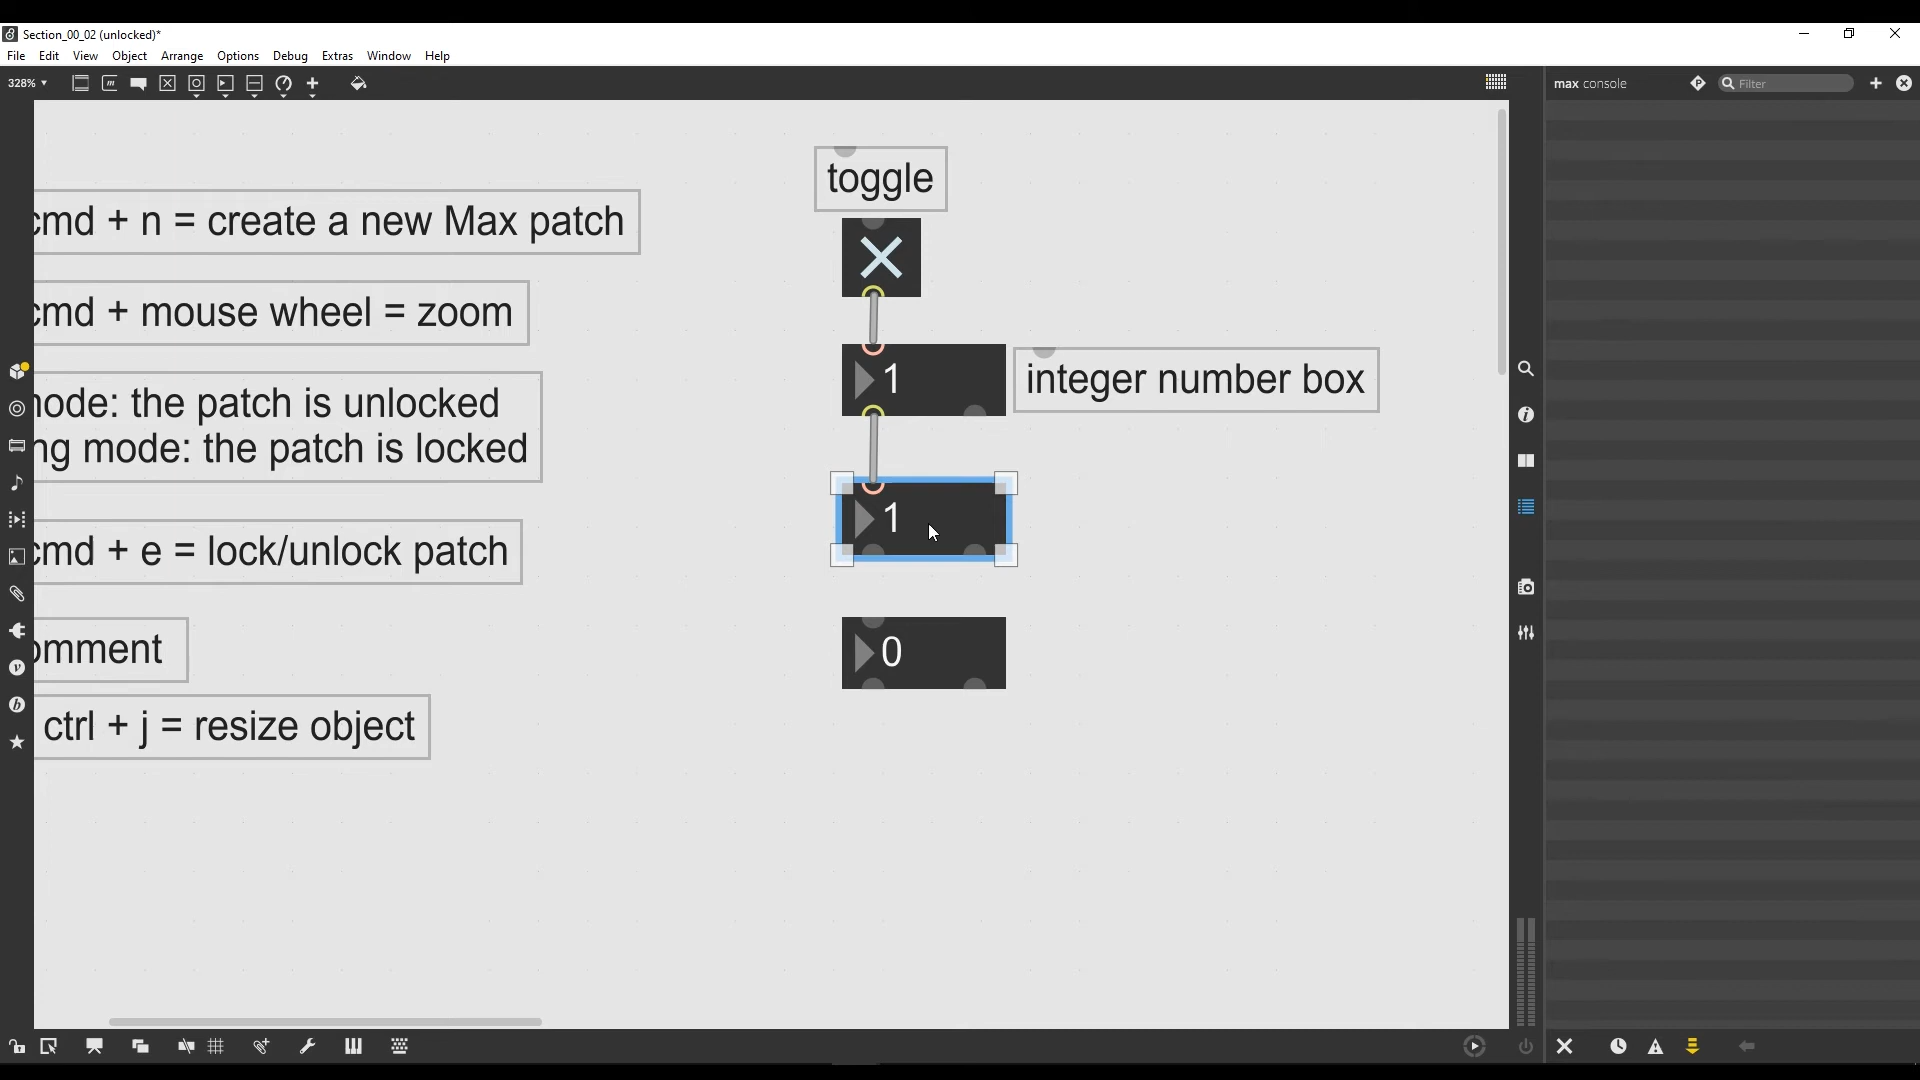 Section_00_02 (unlocked)*
File Edit View Object Arrange Options Debug Extras Window Help
328%
max console
Filter
toggle
cmd + n = create a new Max patch
cmd + mouse wheel = zoom
1
integer number box
node: the patch is unlocked
ng mode: the patch is locked
1
cmd + e = lock/unlock patch
omment
0
ctrl + j = resize object